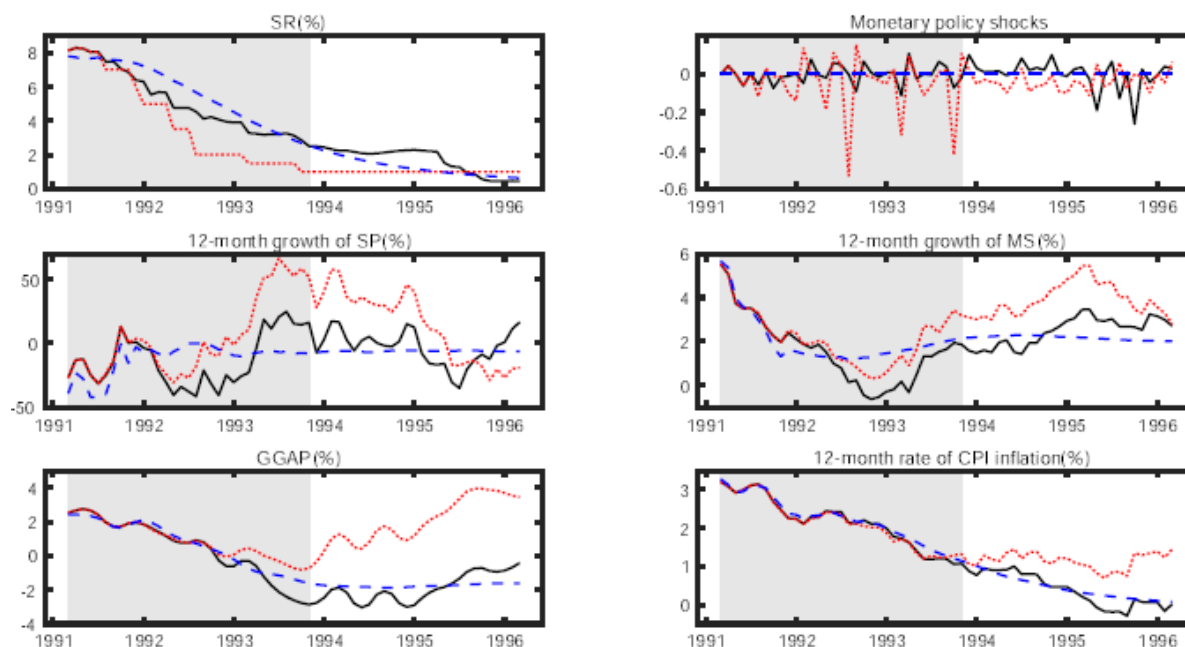 SR(%)
8
6
4
2
0
1991 1992 1993 1994 1995 1996
Monetary policy shocks
0
-0.2
-0.4
-0.6
1991 1992 1993 1994 1995 1996
12-month growth of SP(%)
50
0
-50
1991 1992 1993 1994 1995 1996
12-month growth of MS(%)
6
4
2
0
1991 1992 1993 1994 1995 1996
GGAP(%)
4
2
0
-2
-4
1991 1992 1993 1994 1995 1996
12-month rate of CPI inflation(%)
3
2
1
0
1991 1992 1993 1994 1995 1996